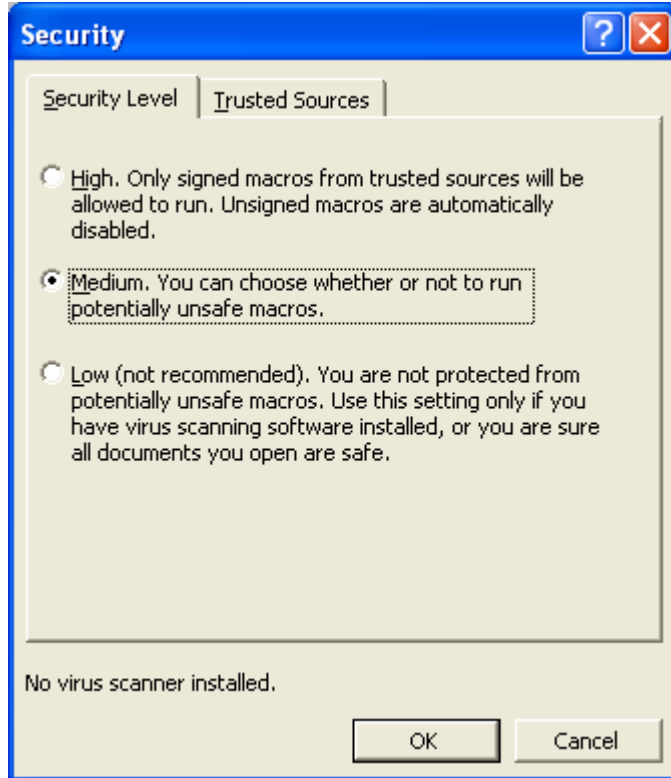 Security
Security Level Trusted Sources
High. Only signed macros from trusted sources will be
allowed to run. Unsigned macros are automatically
disabled.
Medium. You can choose whether or not to run
potentially unsafe macros.
Low (not recommended). You are not protected from
potentially unsafe macros. Use this setting only if you
have virus scanning software installed, or you are sure
all documents you open are safe.
No virus scanner installed.
OK Cancel